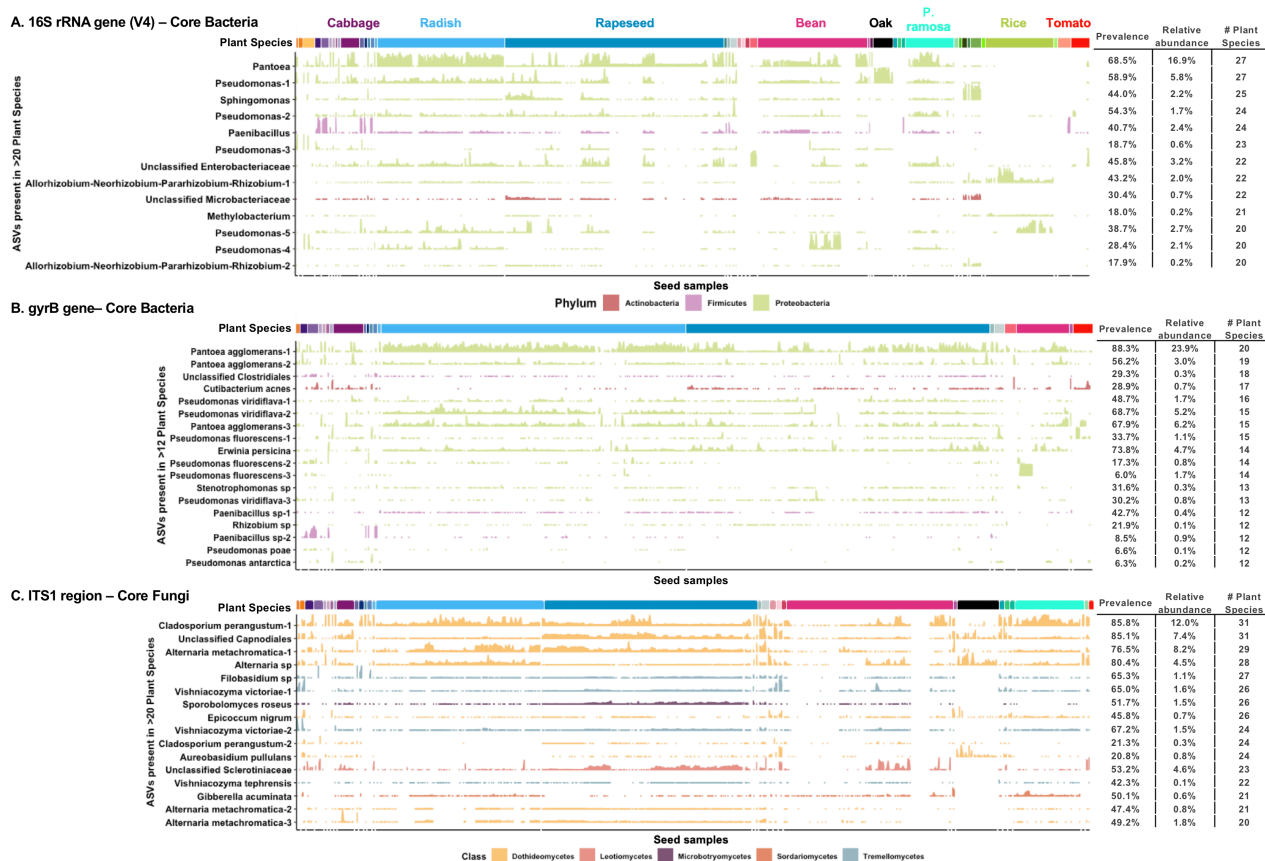 A. 16S rRNA gene (V4) – Core Bacteria
Cabbage Radish Rapeseed Bean Oak P. ramosa Rice Tomato
Plant Species
Prevalence Relative abundance # Plant Species
ASVs present in >20 Plant Species
Pantoea 68.5% 16.9% 27
Pseudomonas-1 58.9% 5.8% 27
Sphingomonas 44.0% 2.2% 25
Pseudomonas-2 54.3% 1.7% 24
Paenibacillus 40.7% 2.4% 24
Pseudomonas-3 18.7% 0.6% 23
Unclassified Enterobacteriaceae 45.8% 3.2% 22
Allorhizobium-Neorhizobium-Pararhizobium-Rhizobium-1 43.2% 2.0% 22
Unclassified Microbacteriaceae 30.4% 0.7% 22
Methylobacterium 18.0% 0.2% 21
Pseudomonas-5 38.7% 2.7% 20
Pseudomonas-4 28.4% 2.1% 20
Allorhizobium-Neorhizobium-Pararhizobium-Rhizobium-2 17.9% 0.2% 20
Seed samples
Phylum Actinobacteria Firmicutes Proteobacteria
B. gyrB gene– Core Bacteria
Plant Species
Prevalence Relative abundance # Plant Species
ASVs present in >12 Plant Species
Pantoea agglomerans-1 88.3% 23.9% 20
Pantoea agglomerans-2 56.2% 3.0% 19
Unclassified Clostridiales 29.3% 0.3% 18
Cutibacterium acnes 28.9% 0.7% 17
Pseudomonas viridiflava-1 48.7% 1.7% 16
Pseudomonas viridiflava-2 68.7% 5.2% 15
Pantoea agglomerans-3 67.9% 6.2% 15
Pseudomonas fluorescens-1 33.7% 1.1% 15
Erwinia persicina 73.8% 4.7% 14
Pseudomonas fluorescens-2 17.3% 0.8% 14
Pseudomonas fluorescens-3 6.0% 1.7% 14
Stenotrophomonas sp 31.6% 0.3% 13
Pseudomonas viridiflava-3 30.2% 0.8% 13
Paenibacillus sp-1 42.7% 0.4% 12
Rhizobium sp 21.9% 0.1% 12
Paenibacillus sp-2 8.5% 0.9% 12
Pseudomonas poae 6.6% 0.1% 12
Pseudomonas antarctica 6.3% 0.2% 12
Seed samples
C. ITS1 region – Core Fungi
Plant Species
Prevalence Relative abundance # Plant Species
ASVs present in >20 Plant Species
Cladosporium perangustum-1 85.8% 12.0% 31
Unclassified Capnodiales 85.1% 7.4% 31
Alternaria metachromatica-1 76.5% 8.2% 29
Alternaria sp 80.4% 4.5% 28
Filobasidium sp 65.3% 1.1% 27
Vishniacozyma victoriae-1 65.0% 1.6% 26
Sporobolomyces roseus 51.7% 1.5% 26
Epicoccum nigrum 45.8% 0.7% 26
Vishniacozyma victoriae-2 67.2% 1.5% 24
Cladosporium perangustum-2 21.3% 0.3% 24
Aureobasidium pullulans 20.8% 0.8% 24
Unclassified Sclerotiniaceae 53.2% 4.6% 23
Vishniacozyma tephrensis 42.3% 0.1% 22
Gibberella acuminata 50.1% 0.6% 21
Alternaria metachromatica-2 47.4% 0.8% 21
Alternaria metachromatica-3 49.2% 1.8% 20
Seed samples
Class Dothideomycetes Leotiomycetes Microbotryomycetes Sordariomycetes Tremellomycetes